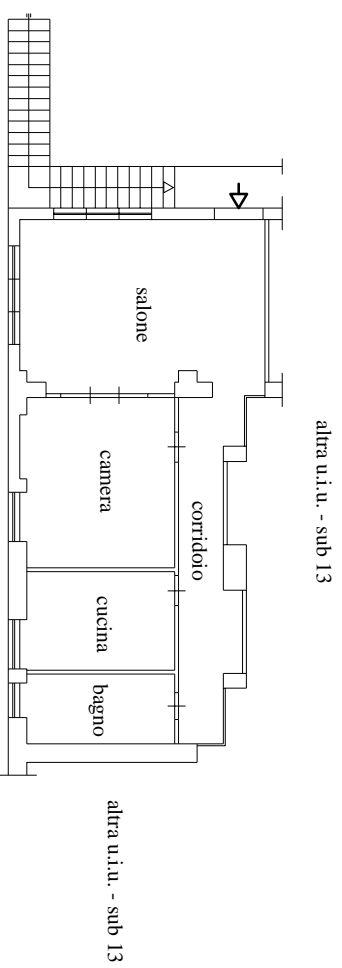 altra u.i.u. - sub 13
salone
corridoio
camera
cucina
bagno
altra u.i.u. - sub 13